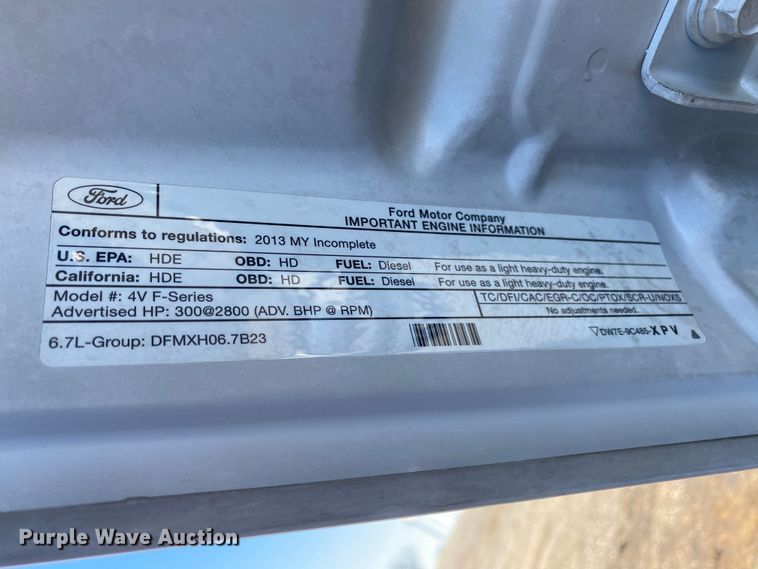 Ford
Ford Motor Company
IMPORTANT ENGINE INFORMATION
Conforms to regulations: 2013 MY Incomplete
U.S. EPA: HDE OBD: HD FUEL: Diesel For use as a light heavy-duty engine.
California: HDE OBD: HD FUEL: Diesel For use as a light heavy-duty engine.
Model #: 4V F-Series TC/DFI/CAC/EGR-C/OC/PTOX/SCR-U/NOXS
Advertised HP: 300@2800 (ADV. BHP @ RPM) No adjustments needed.
6.7L-Group: DFMXH06.7B23 DW7E-9C485-XPV
Purple Wave Auction